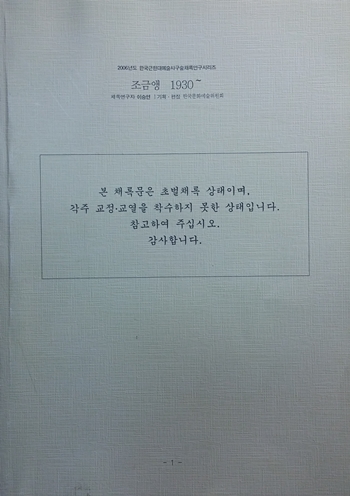 2006년도 한국근현대예술사구술채록연구시리즈
조금앵 1930~
채록연구자 이승연 | 기획·편집 한국문화예술위원회
본 채록문은 초벌채록 상태이며,
각주 교정·교열을 착수하지 못한 상태입니다.
참고하여 주십시오.
감사합니다.
- 1 -